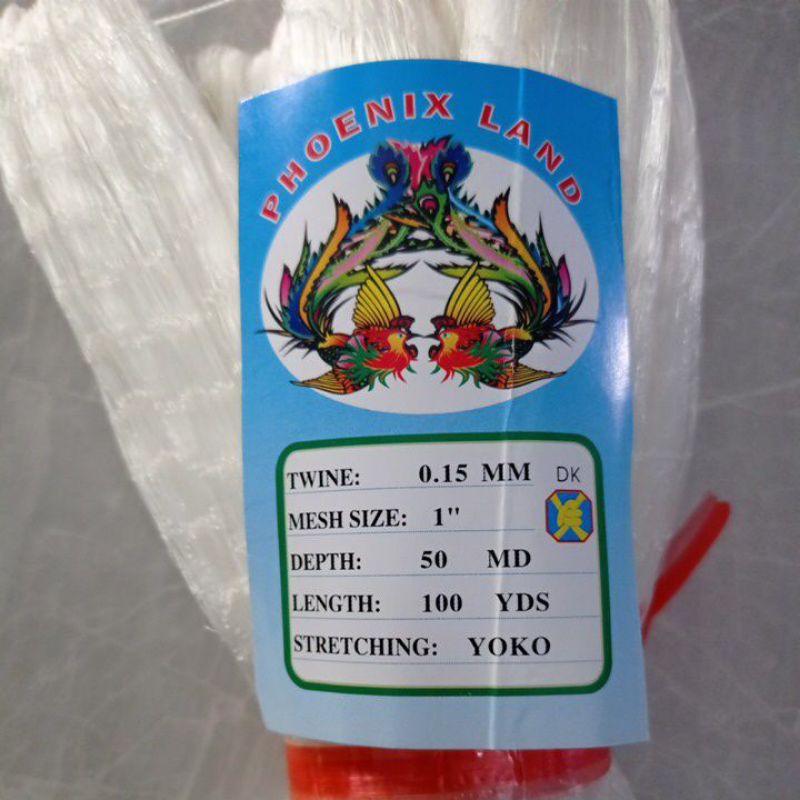 PHOENIX LAND
TWINE: 0.15 MM DK
MESH SIZE: 1"
DEPTH: 50 MD
LENGTH: 100 YDS
STRETCHING: YOKO